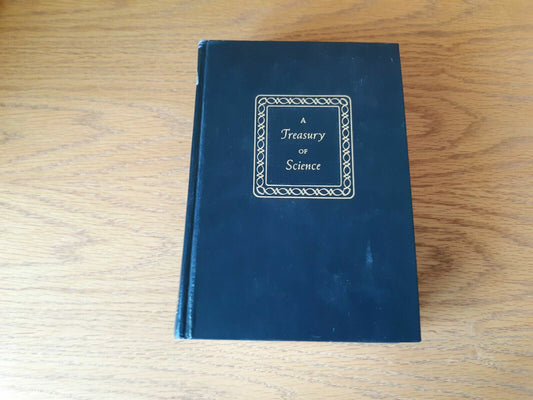 A
Treasury
OF
Science